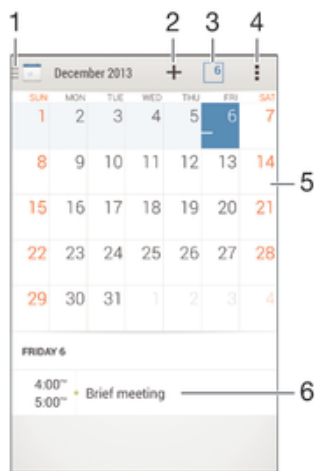 1 2 3 4
December 2013 6
SUN MON TUE WED THU FRI SAT
1 2 3 4 5 6 7
8 9 10 11 12 13 14
5
15 16 17 18 19 20 21
22 23 24 25 26 27 28
29 30 31 1 2 3 4
FRIDAY 6
4:00
Brief meeting 6
5:00